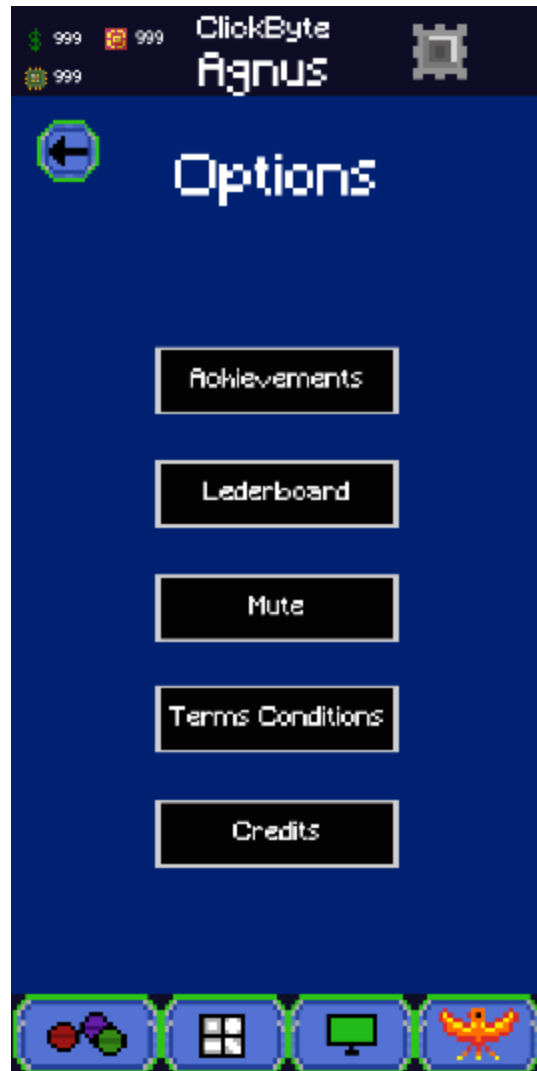 $ 999 999
ClickByte
999
Agnus
Options
Achievements
Lederboard
Mute
Terms Conditions
Credits